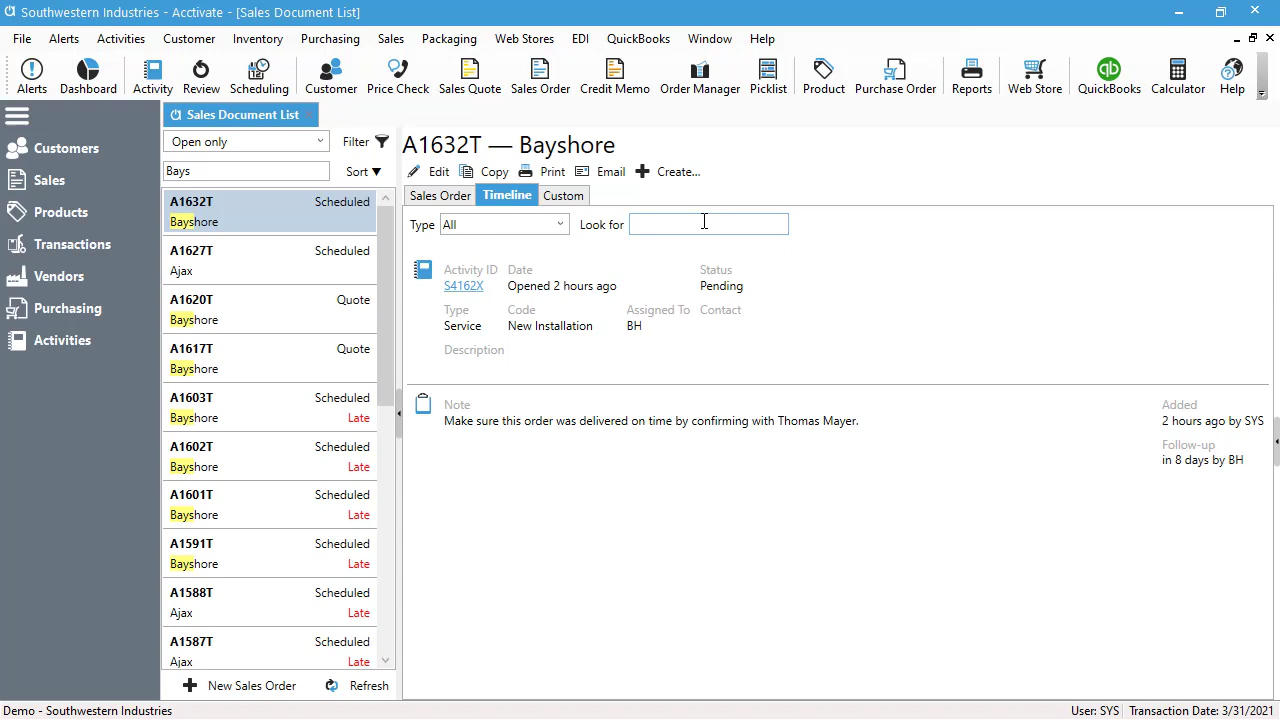 Southwestern Industries - Acctivate - [Sales Document List]
File Alerts Activities Customer Inventory Purchasing Sales Packaging Web Stores EDI QuickBooks Window Help
Alerts Dashboard Activity Review Scheduling Customer Price Check Sales Quote Sales Order Credit Memo Order Manager Picklist Product Purchase Order Reports Web Store QuickBooks Calculator Help
Customers
Sales
Products
Transactions
Vendors
Purchasing
Activities
Sales Document List
Open only Filter
Bays Sort
A1632T Scheduled
Bayshore
A1627T Scheduled
Ajax
A1620T Quote
Bayshore
A1617T Quote
Bayshore
A1603T Scheduled
Bayshore Late
A1602T Scheduled
Bayshore Late
A1601T Scheduled
Bayshore Late
A1591T Scheduled
Bayshore Late
A1588T Scheduled
Ajax Late
A1587T Scheduled
Ajax Late
New Sales Order Refresh
A1632T — Bayshore
Edit Copy Print Email Create...
Sales Order Timeline Custom
Type All Look for
Activity ID Date Status
S4162X Opened 2 hours ago Pending
Type Code Assigned To Contact
Service New Installation BH
Description
Note Added
Make sure this order was delivered on time by confirming with Thomas Mayer. 2 hours ago by SYS
Follow-up
in 8 days by BH
Demo - Southwestern Industries User: SYS Transaction Date: 3/31/2021